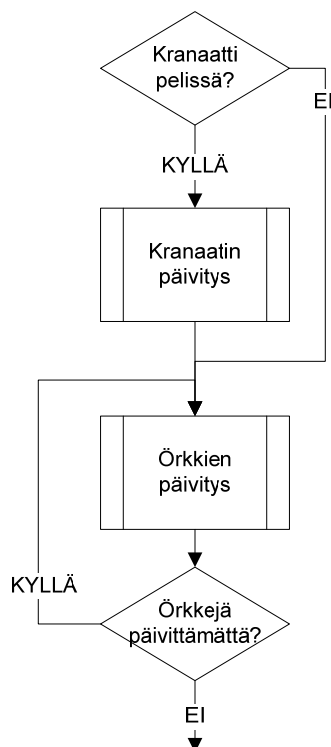 Kranaatti
pelissä?
EI
KYLLÄ
Kranaatin
päivitys
Örkkien
päivitys
KYLLÄ
Örkkejä
päivittämättä?
EI